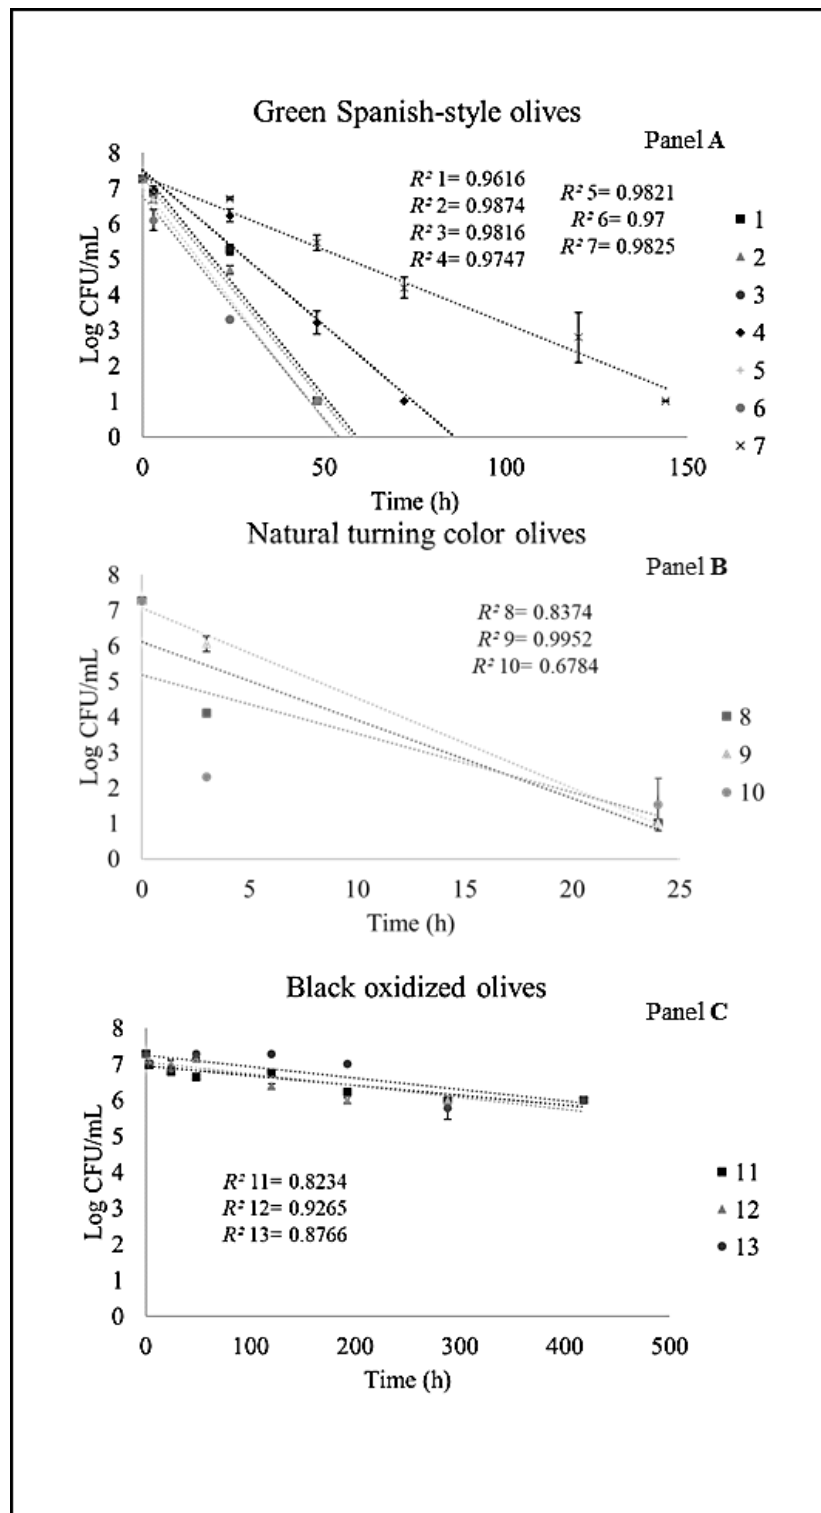 Green Spanish-style olives
Panel A
8
7
6
5
4
3
2
1
0
Log CFU/mL
R² 1= 0.9616
R² 2= 0.9874
R² 3= 0.9816
R² 4= 0.9747
R² 5= 0.9821
R² 6= 0.97
R² 7= 0.9825
1
2
3
4
5
6
7
0 50 100 150
Time (h)
Natural turning color olives
Panel B
8
7
6
5
4
3
2
1
0
Log CFU/mL
R² 8= 0.8374
R² 9= 0.9952
R² 10= 0.6784
8
9
10
0 5 10 15 20 25
Time (h)
Black oxidized olives
Panel C
8
7
6
5
4
3
2
1
0
Log CFU/mL
R² 11= 0.8234
R² 12= 0.9265
R² 13= 0.8766
11
12
13
0 100 200 300 400 500
Time (h)